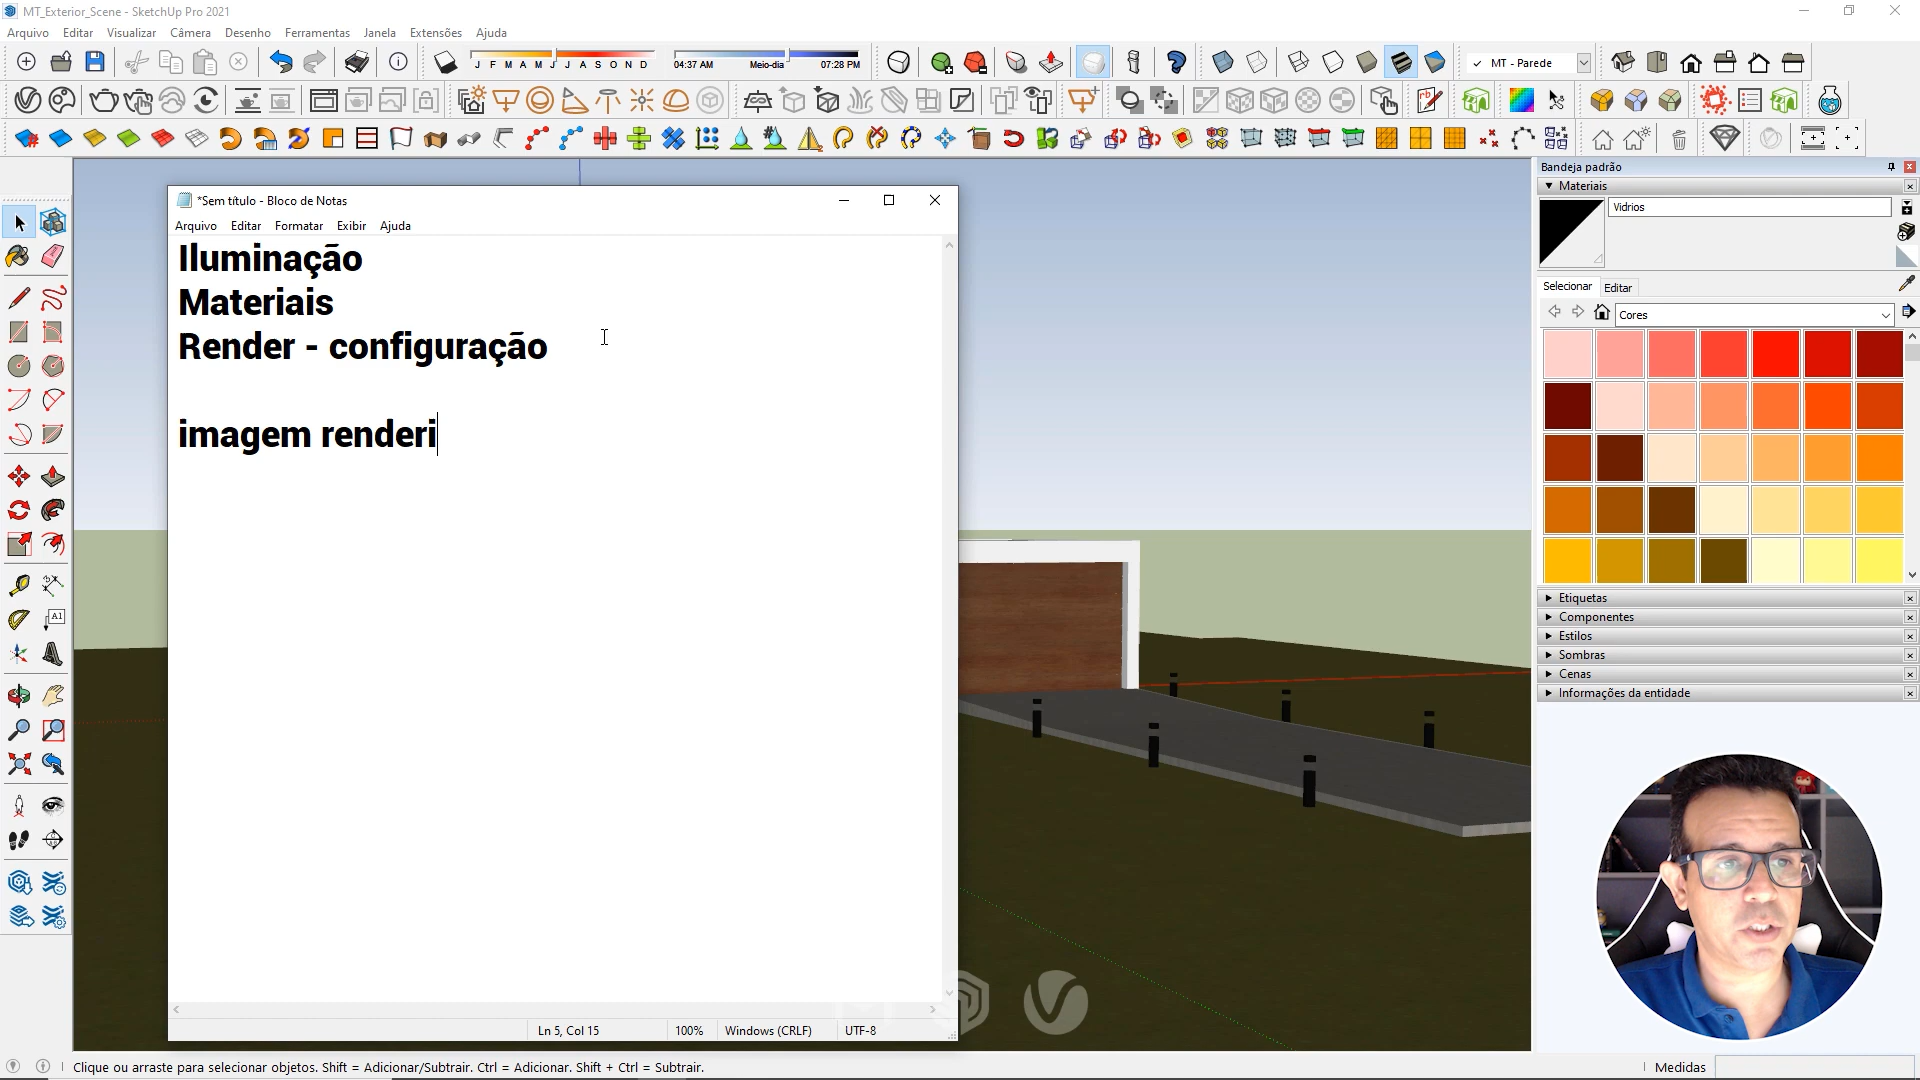 MT_Exterior_Scene - SketchUp Pro 2021
Arquivo Editar Visualizar Câmera Desenho Ferramentas Janela Extensões Ajuda
J F M A M J J A S O N D
04:37 AM Meio-dia 07:28 PM
MT - Parede
*Sem título - Bloco de Notas
Arquivo Editar Formatar Exibir Ajuda
Iluminação
Materiais
Render - configuração
imagem renderi
Ln 5, Col 15 100% Windows (CRLF) UTF-8
Bandeja padrão
Materiais
Vidrios
Selecionar Editar
Cores
Etiquetas
Componentes
Estilos
Sombras
Cenas
Informações da entidade
Clique ou arraste para selecionar objetos. Shift = Adicionar/Subtrair. Ctrl = Adicionar. Shift + Ctrl = Subtrair.
Medidas